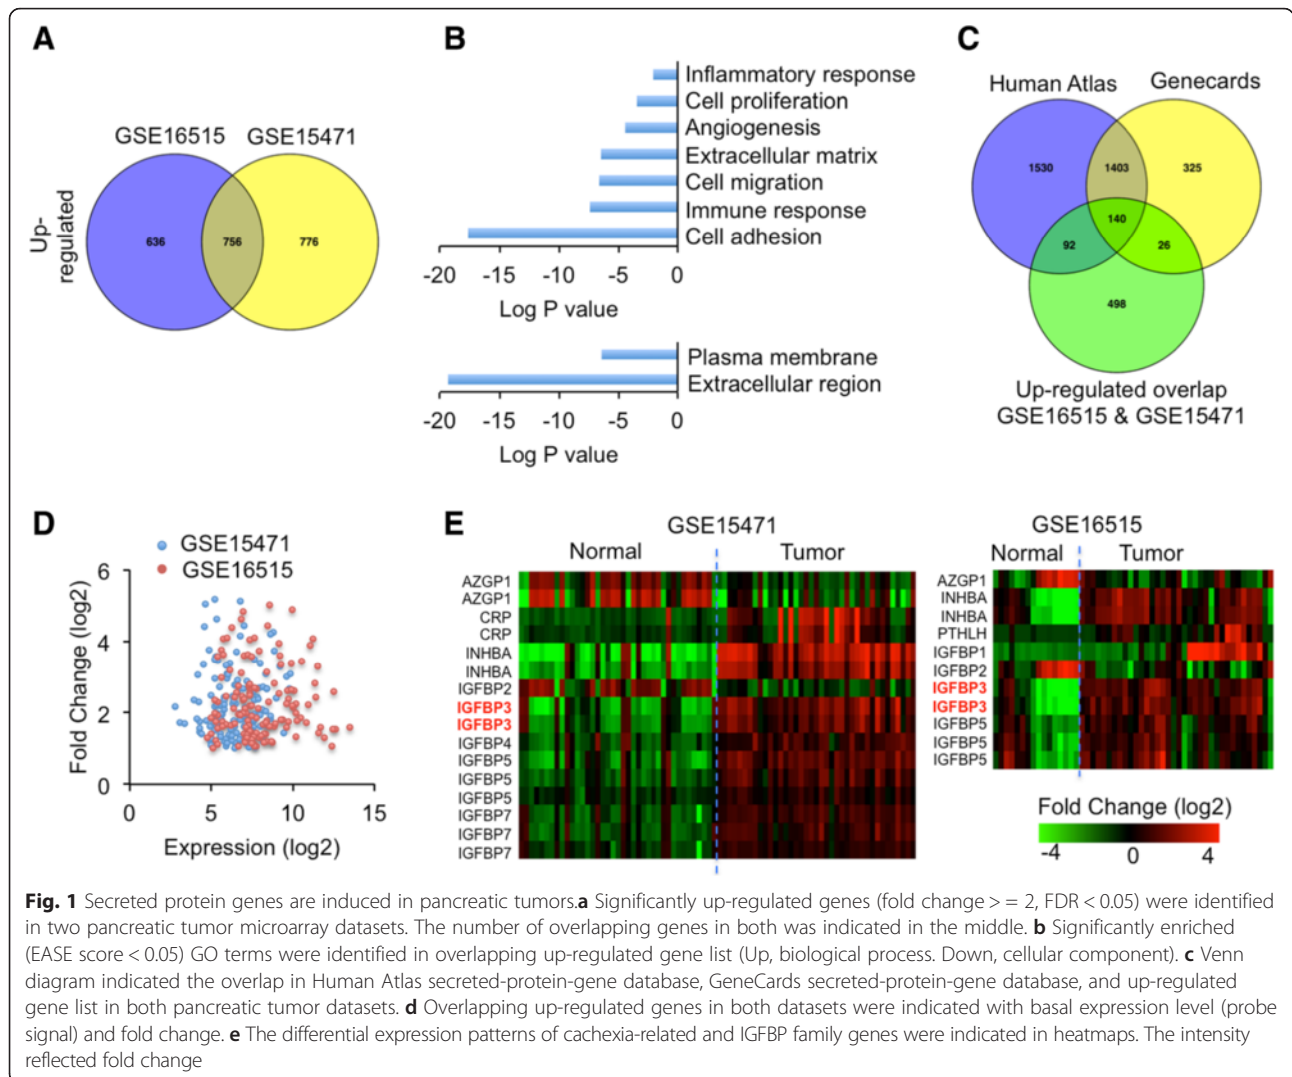 A
GSE16515 GSE15471
Up-
regulated
636 756 776
B
Inflammatory response
Cell proliferation
Angiogenesis
Extracellular matrix
Cell migration
Immune response
Cell adhesion
-20 -15 -10 -5 0
Log P value
Plasma membrane
Extracellular region
-20 -15 -10 -5 0
Log P value
C
Human Atlas Genecards
1530 1403 325
140
92 26
498
Up-regulated overlap
GSE16515 & GSE15471
D
GSE15471
GSE16515
Fold Change (log2)
6
4
2
0
0 5 10 15
Expression (log2)
E
GSE15471
Normal Tumor
AZGP1
AZGP1
CRP
CRP
INHBA
INHBA
IGFBP2
IGFBP3
IGFBP3
IGFBP4
IGFBP5
IGFBP5
IGFBP5
IGFBP7
IGFBP7
IGFBP7
GSE16515
Normal Tumor
AZGP1
INHBA
INHBA
PTHLH
IGFBP1
IGFBP2
IGFBP3
IGFBP3
IGFBP5
IGFBP5
IGFBP5
Fold Change (log2)
-4 0 4
Fig. 1 Secreted protein genes are induced in pancreatic tumors.a Significantly up-regulated genes (fold change > = 2, FDR < 0.05) were identified
in two pancreatic tumor microarray datasets. The number of overlapping genes in both was indicated in the middle. b Significantly enriched
(EASE score < 0.05) GO terms were identified in overlapping up-regulated gene list (Up, biological process. Down, cellular component). c Venn
diagram indicated the overlap in Human Atlas secreted-protein-gene database, GeneCards secreted-protein-gene database, and up-regulated
gene list in both pancreatic tumor datasets. d Overlapping up-regulated genes in both datasets were indicated with basal expression level (probe
signal) and fold change. e The differential expression patterns of cachexia-related and IGFBP family genes were indicated in heatmaps. The intensity
reflected fold change